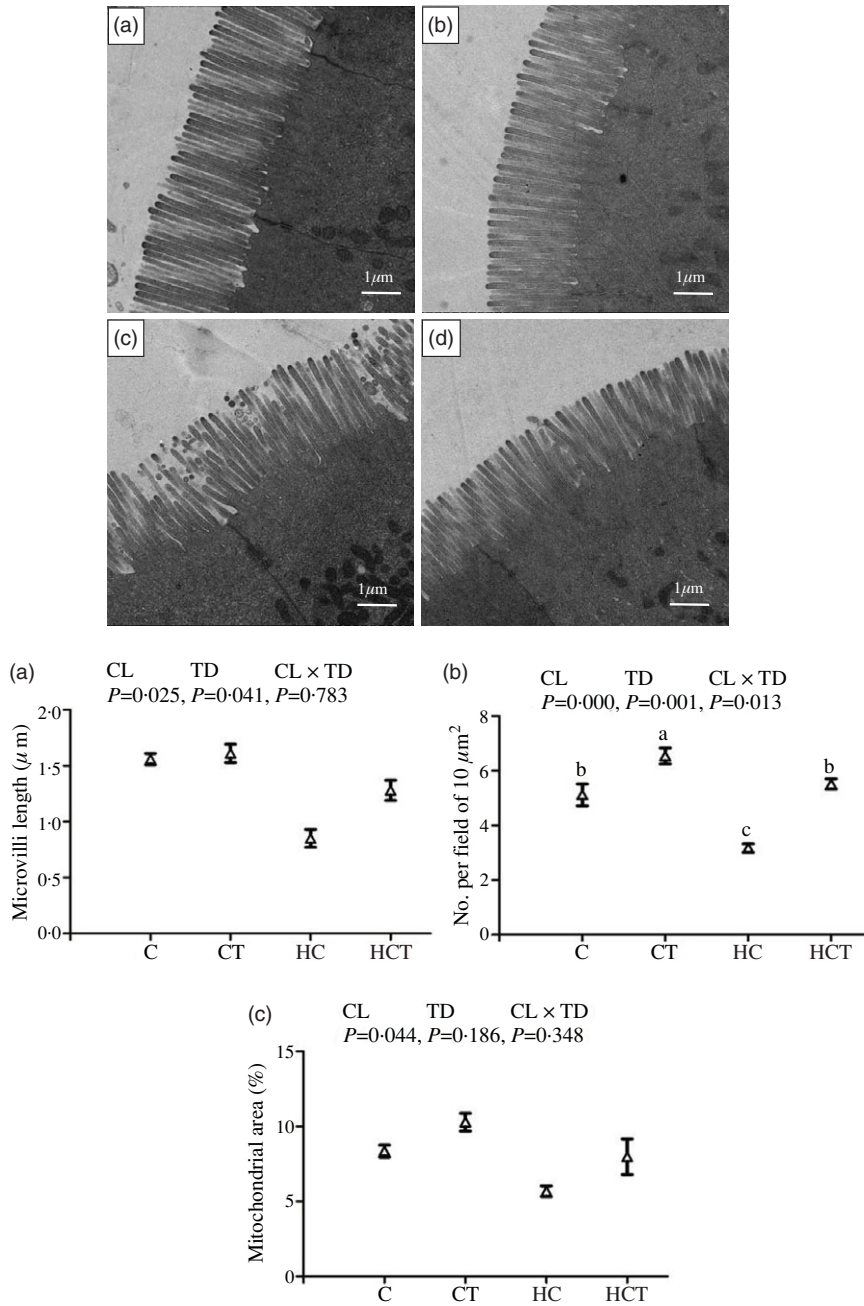 (a)
(b)
1μm
1μm
(c)
(d)
1μm
1μm
(a)
CL TD CL × TD
P=0·025, P=0·041, P=0·783
Microvilli length (μm)
2·0
1·5
1·0
0·5
0·0
C CT HC HCT
(b)
CL TD CL × TD
P=0·000, P=0·001, P=0·013
No. per field of 10 μm²
8
6
4
2
0
b
a
c
b
C CT HC HCT
(c)
CL TD CL × TD
P=0·044, P=0·186, P=0·348
Mitochondrial area (%)
15
10
5
0
C CT HC HCT